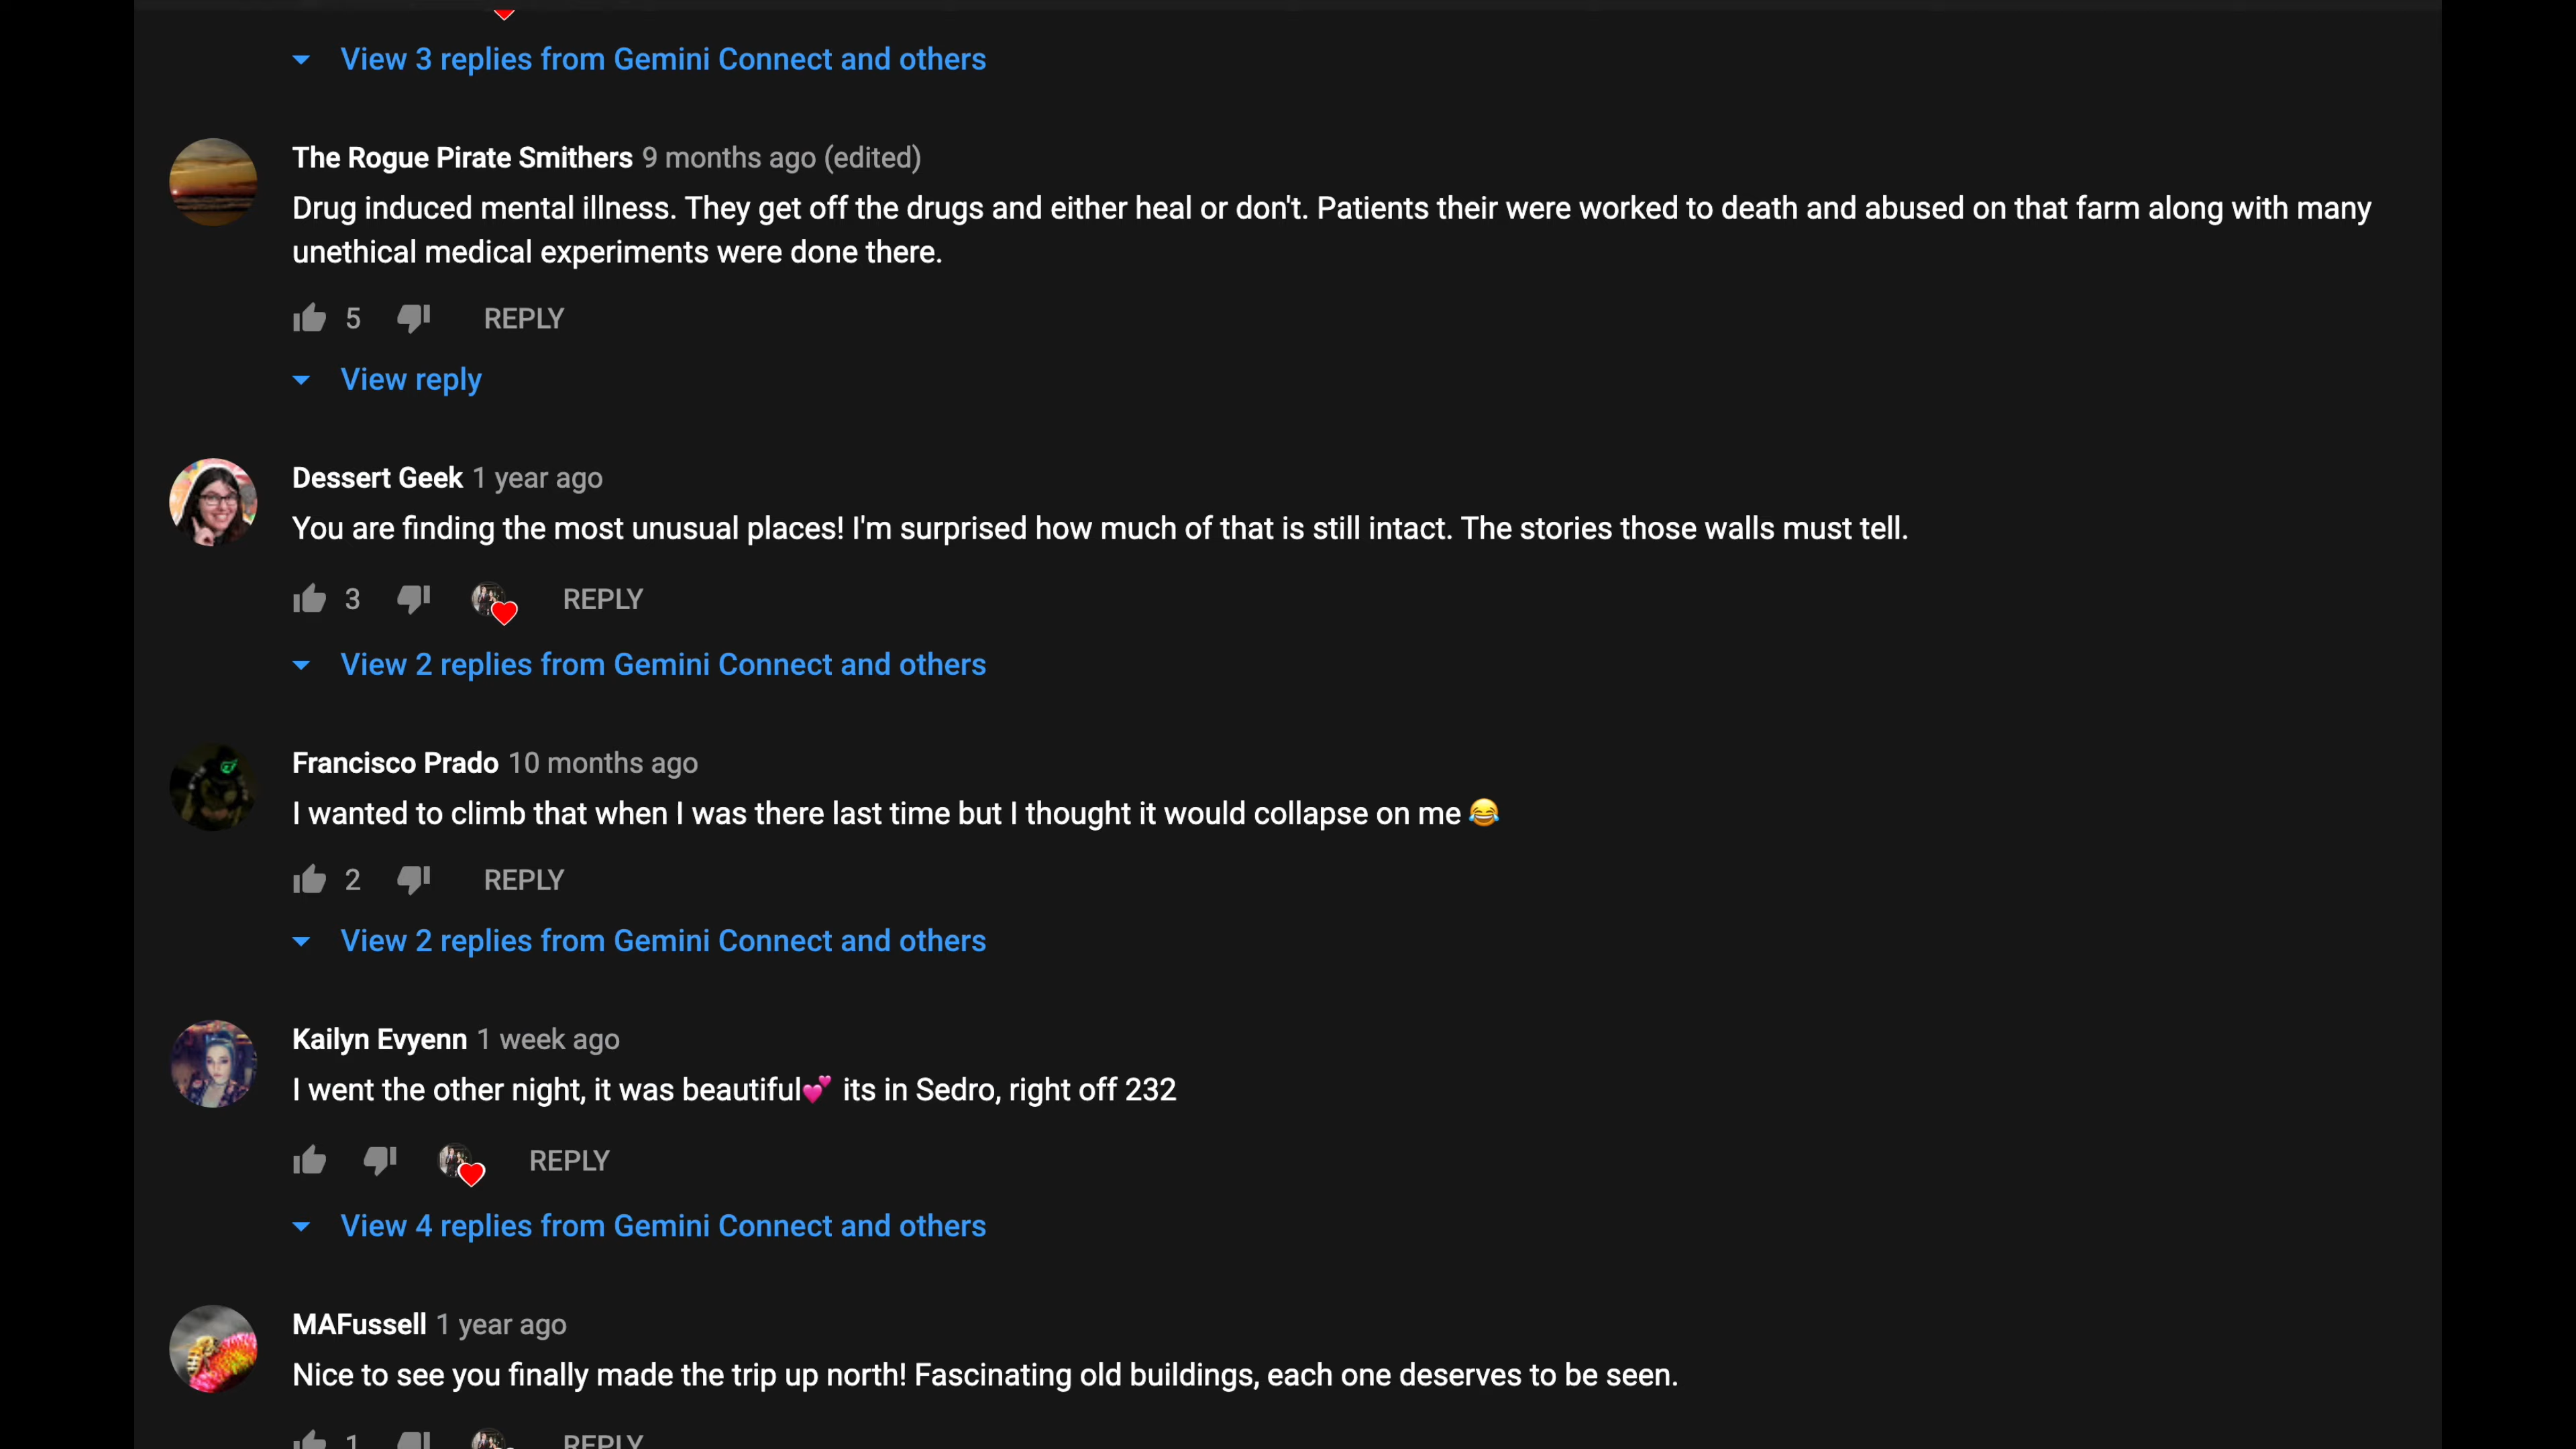 View 3 replies from Gemini Connect and others
The Rogue Pirate Smithers 9 months ago (edited)
Drug induced mental illness. They get off the drugs and either heal or don't. Patients their were worked to death and abused on that farm along with many
unethical medical experiments were done there.
5 REPLY
View reply
Dessert Geek 1 year ago
You are finding the most unusual places! I'm surprised how much of that is still intact. The stories those walls must tell.
3 REPLY
View 2 replies from Gemini Connect and others
Francisco Prado 10 months ago
I wanted to climb that when I was there last time but I thought it would collapse on me 😂
2 REPLY
View 2 replies from Gemini Connect and others
Kailyn Evyenn 1 week ago
I went the other night, it was beautiful💕 its in Sedro, right off 232
REPLY
View 4 replies from Gemini Connect and others
MAFussell 1 year ago
Nice to see you finally made the trip up north! Fascinating old buildings, each one deserves to be seen.
1 REPLY